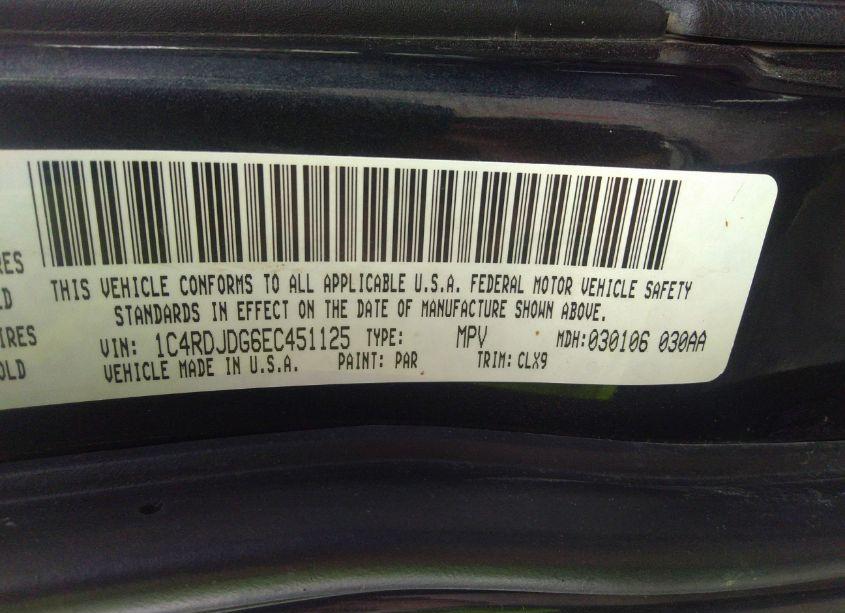 THIS VEHICLE CONFORMS TO ALL APPLICABLE U.S.A. FEDERAL MOTOR VEHICLE SAFETY
STANDARDS IN EFFECT ON THE DATE OF MANUFACTURE SHOWN ABOVE.
VIN: 1C4RDJDG6EC451125 TYPE: MPV MDH:030106 030AA
VEHICLE MADE IN U.S.A. PAINT: PAR TRIM: CLX9
RES
LD
IRES
OLD